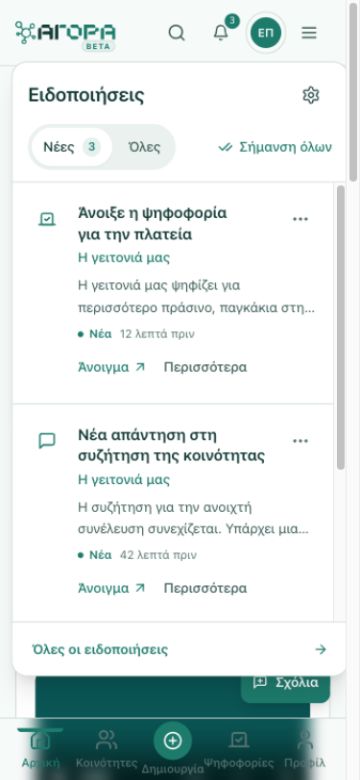 ΑΓΟΡΑ
BETA
3
ΕΠ
Ειδοποιήσεις
Νέες 3 Όλες Σήμανση όλων
Άνοιξε η ψηφοφορία
για την πλατεία
Η γειτονιά μας
Η γειτονιά μας ψηφίζει για
περισσότερο πράσινο, παγκάκια στη…
Νέα 12 λεπτά πριν
Άνοιγμα Περισσότερα
Νέα απάντηση στη
συζήτηση της κοινότητας
Η γειτονιά μας
Η συζήτηση για την ανοιχτή
συνέλευση συνεχίζεται. Υπάρχει μια…
Νέα 42 λεπτά πριν
Άνοιγμα Περισσότερα
Όλες οι ειδοποιήσεις
Σχόλια
Αρχική Κοινότητες Δημιουργία Ψηφοφορίες Προφίλ